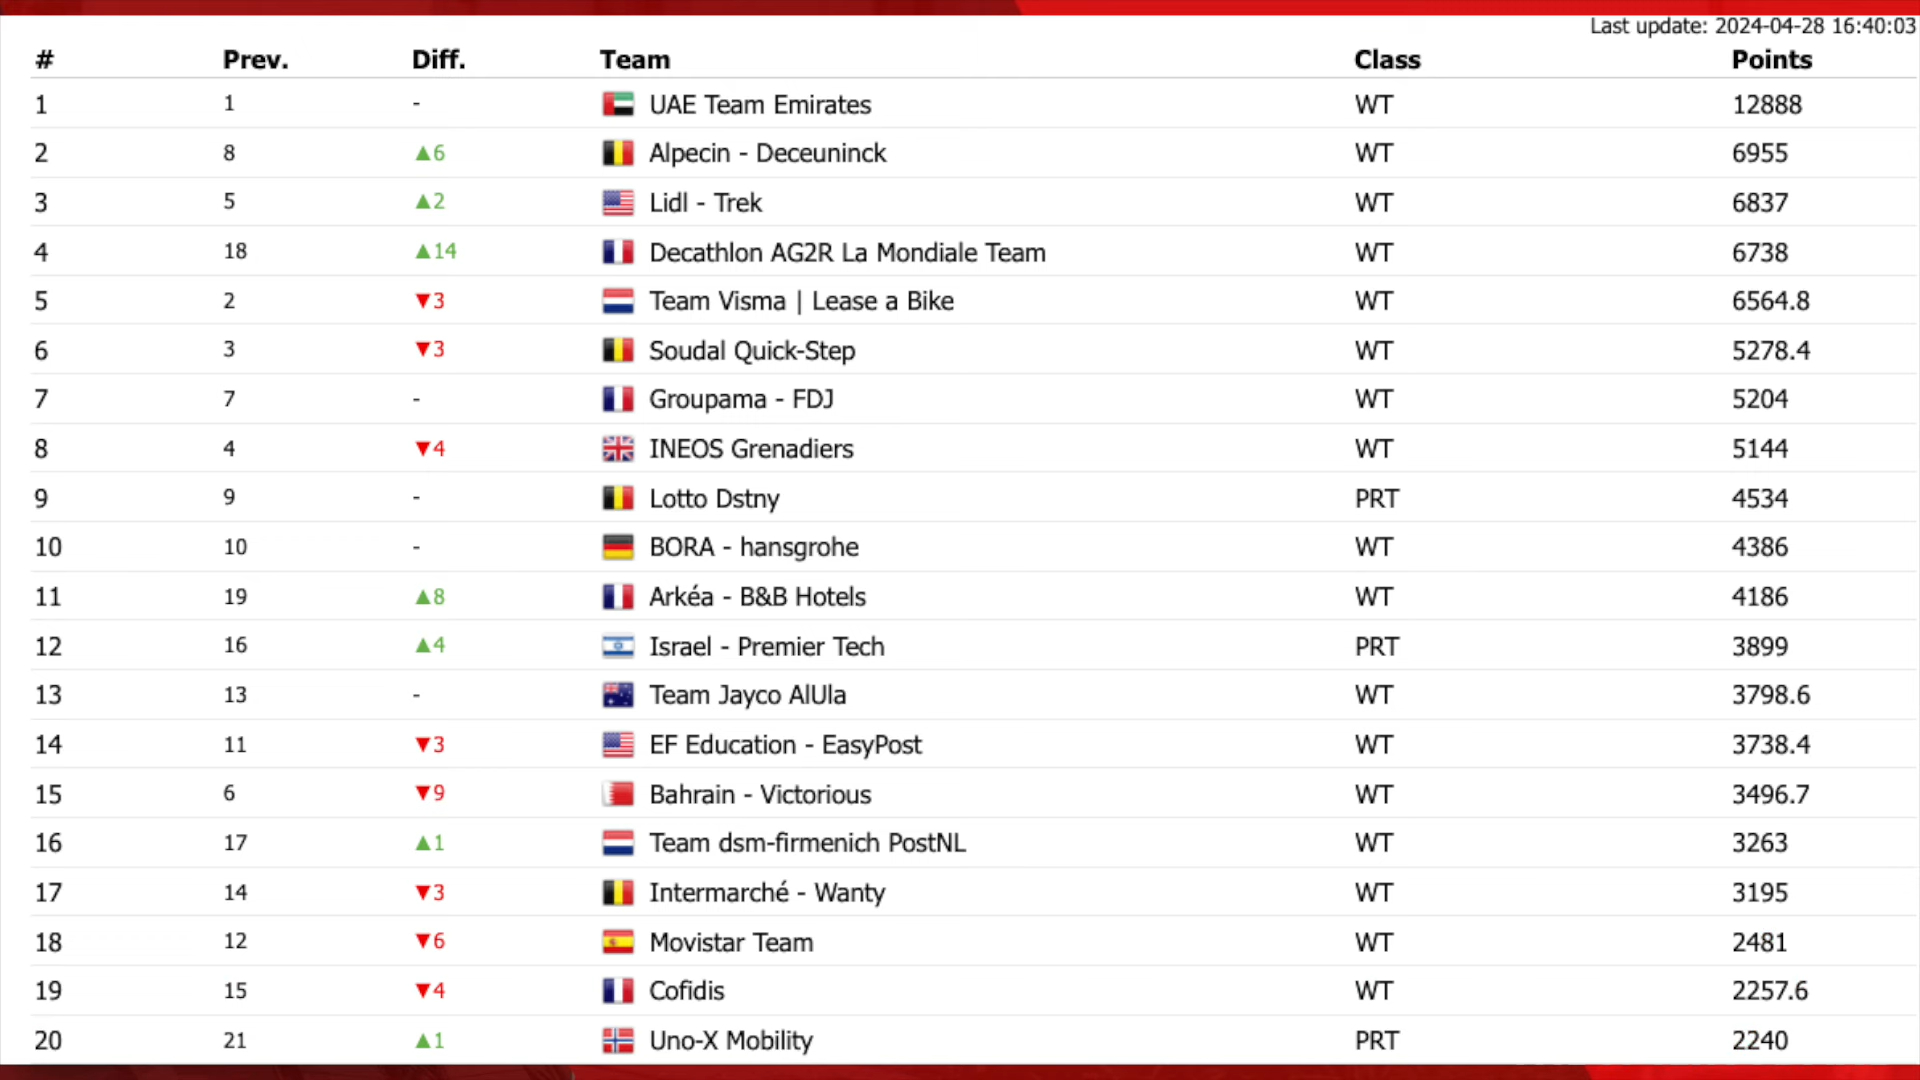 Last update: 2024-04-28 16:40:03
# Prev. Diff. Team Class Points
1 1 - UAE Team Emirates WT 12888
2 8 ▲6 Alpecin - Deceuninck WT 6955
3 5 ▲2 Lidl - Trek WT 6837
4 18 ▲14 Decathlon AG2R La Mondiale Team WT 6738
5 2 ▼3 Team Visma | Lease a Bike WT 6564.8
6 3 ▼3 Soudal Quick-Step WT 5278.4
7 7 - Groupama - FDJ WT 5204
8 4 ▼4 INEOS Grenadiers WT 5144
9 9 - Lotto Dstny PRT 4534
10 10 - BORA - hansgrohe WT 4386
11 19 ▲8 Arkéa - B&B Hotels WT 4186
12 16 ▲4 Israel - Premier Tech PRT 3899
13 13 - Team Jayco AlUla WT 3798.6
14 11 ▼3 EF Education - EasyPost WT 3738.4
15 6 ▼9 Bahrain - Victorious WT 3496.7
16 17 ▲1 Team dsm-firmenich PostNL WT 3263
17 14 ▼3 Intermarché - Wanty WT 3195
18 12 ▼6 Movistar Team WT 2481
19 15 ▼4 Cofidis WT 2257.6
20 21 ▲1 Uno-X Mobility PRT 2240